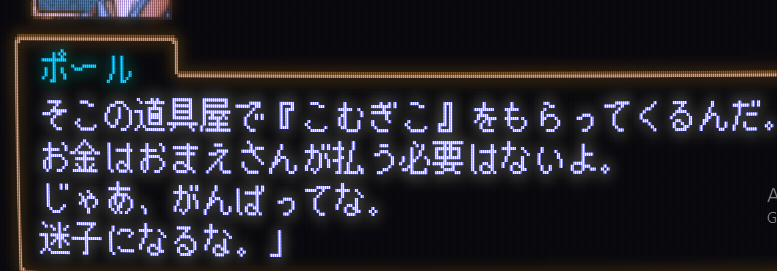 ポール
そこの道具屋で『こむぎこ』をもらってくるんだ。
お金はおまえさんが払う必要はないよ。
じゃあ、がんばってな。
迷子になるな。」